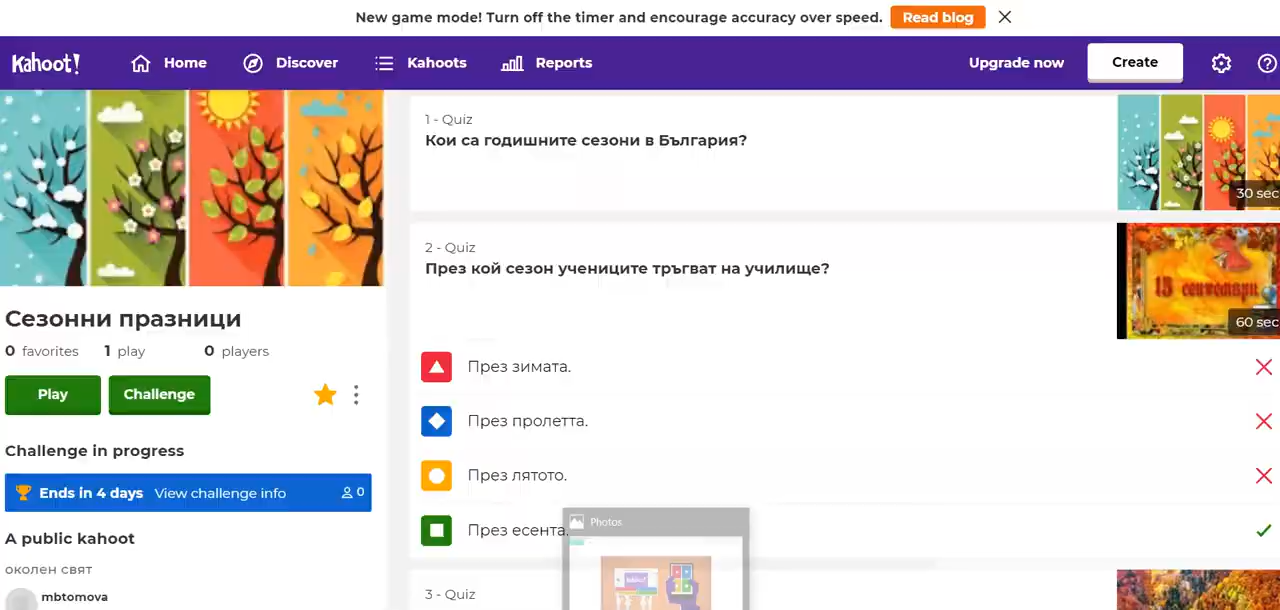 New game mode! Turn off the timer and encourage accuracy over speed. Read blog
Kahoot! Home Discover Kahoots Reports Upgrade now Create
1 - Quiz
Кои са годишните сезони в България?
30 sec
2 - Quiz
През кой сезон учениците тръгват на училище?
15 септември
60 sec
През зимата.
През пролетта.
През лятото.
През есента.
3 - Quiz
Сезонни празници
0 favorites 1 play 0 players
Play Challenge
Challenge in progress
Ends in 4 days View challenge info 0
A public kahoot
околен свят
mbtomova
Photos
Kahoot!